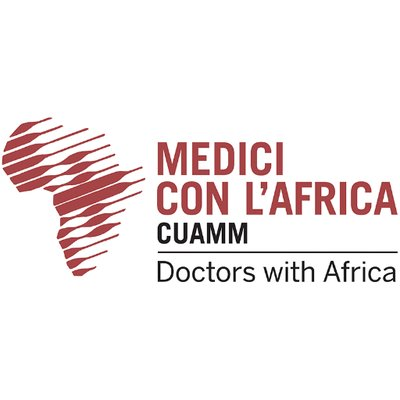 MEDICI
CON L'AFRICA
CUAMM
Doctors with Africa